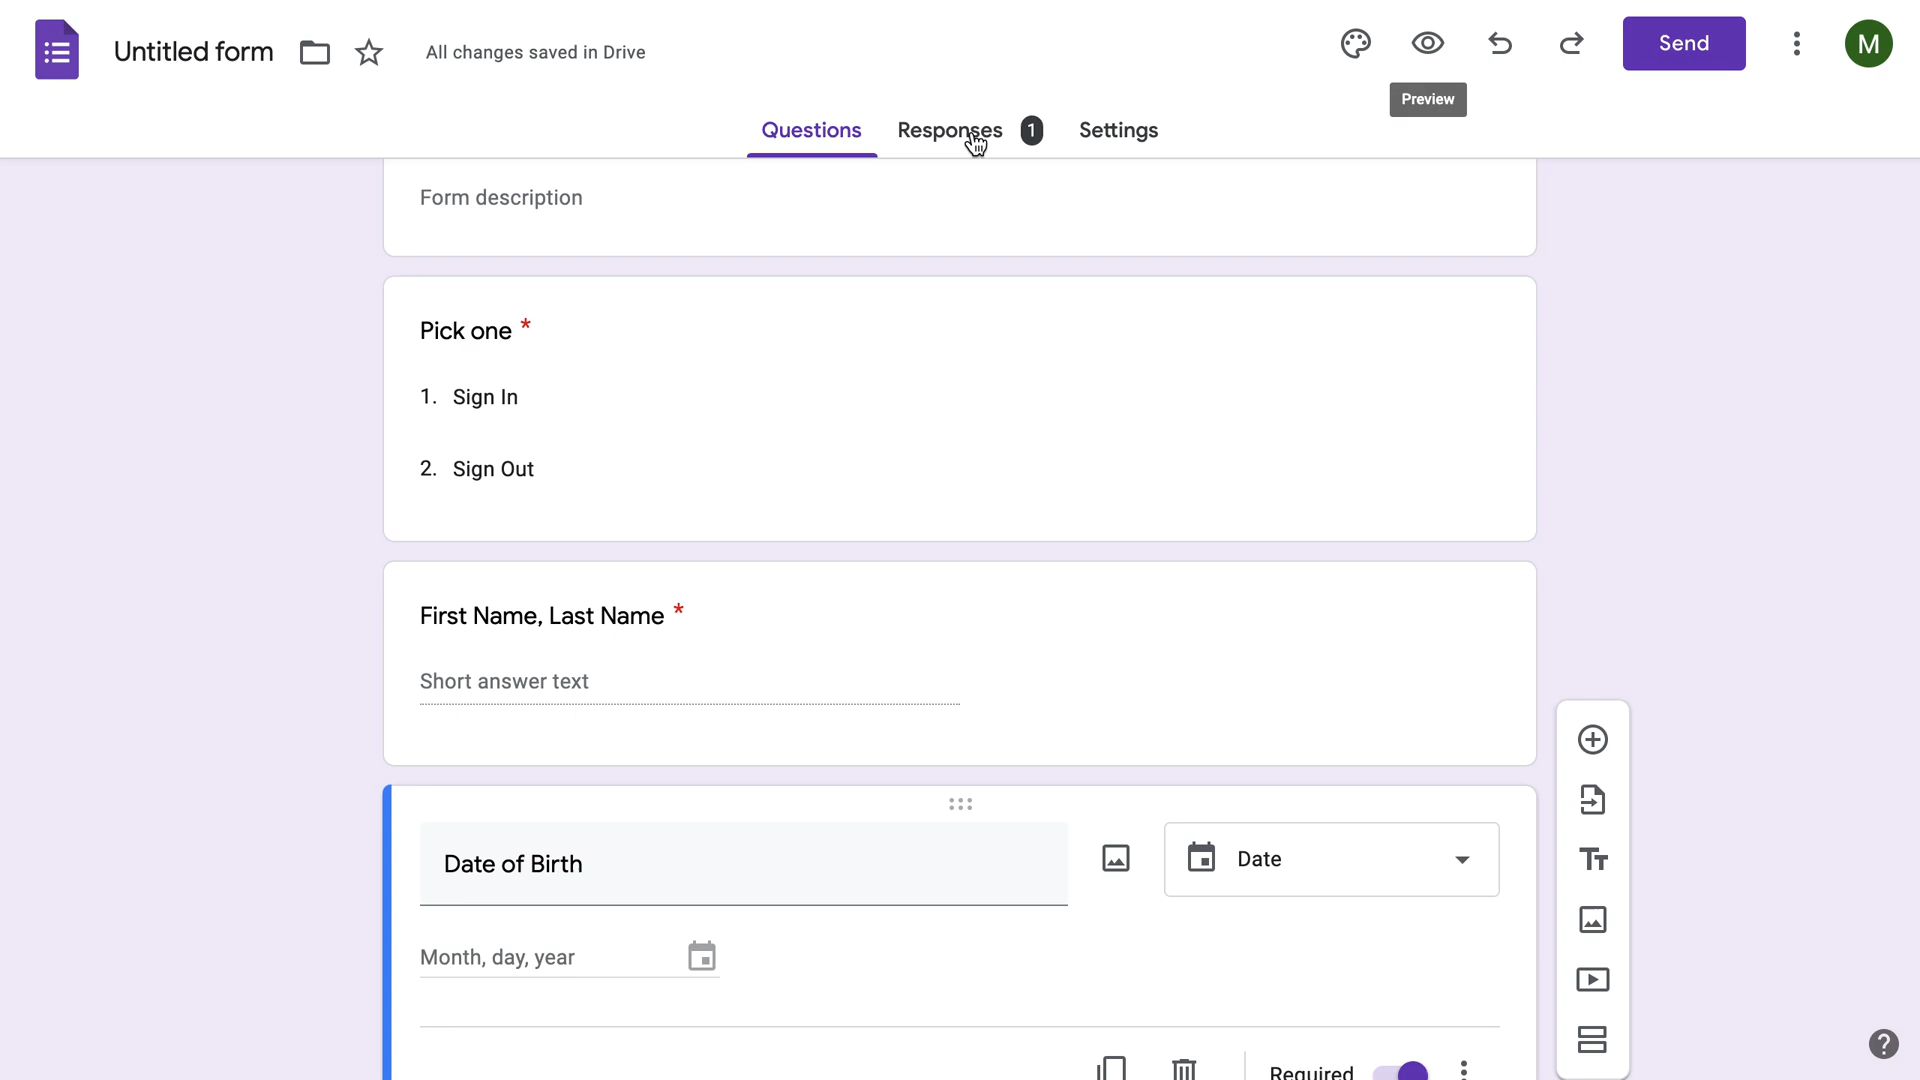 Untitled form
All changes saved in Drive
Send
M
Preview
Questions
Responses 1
Settings
Form description
Pick one *
1. Sign In
2. Sign Out
First Name, Last Name *
Short answer text
Date of Birth
Date
Month, day, year
Required